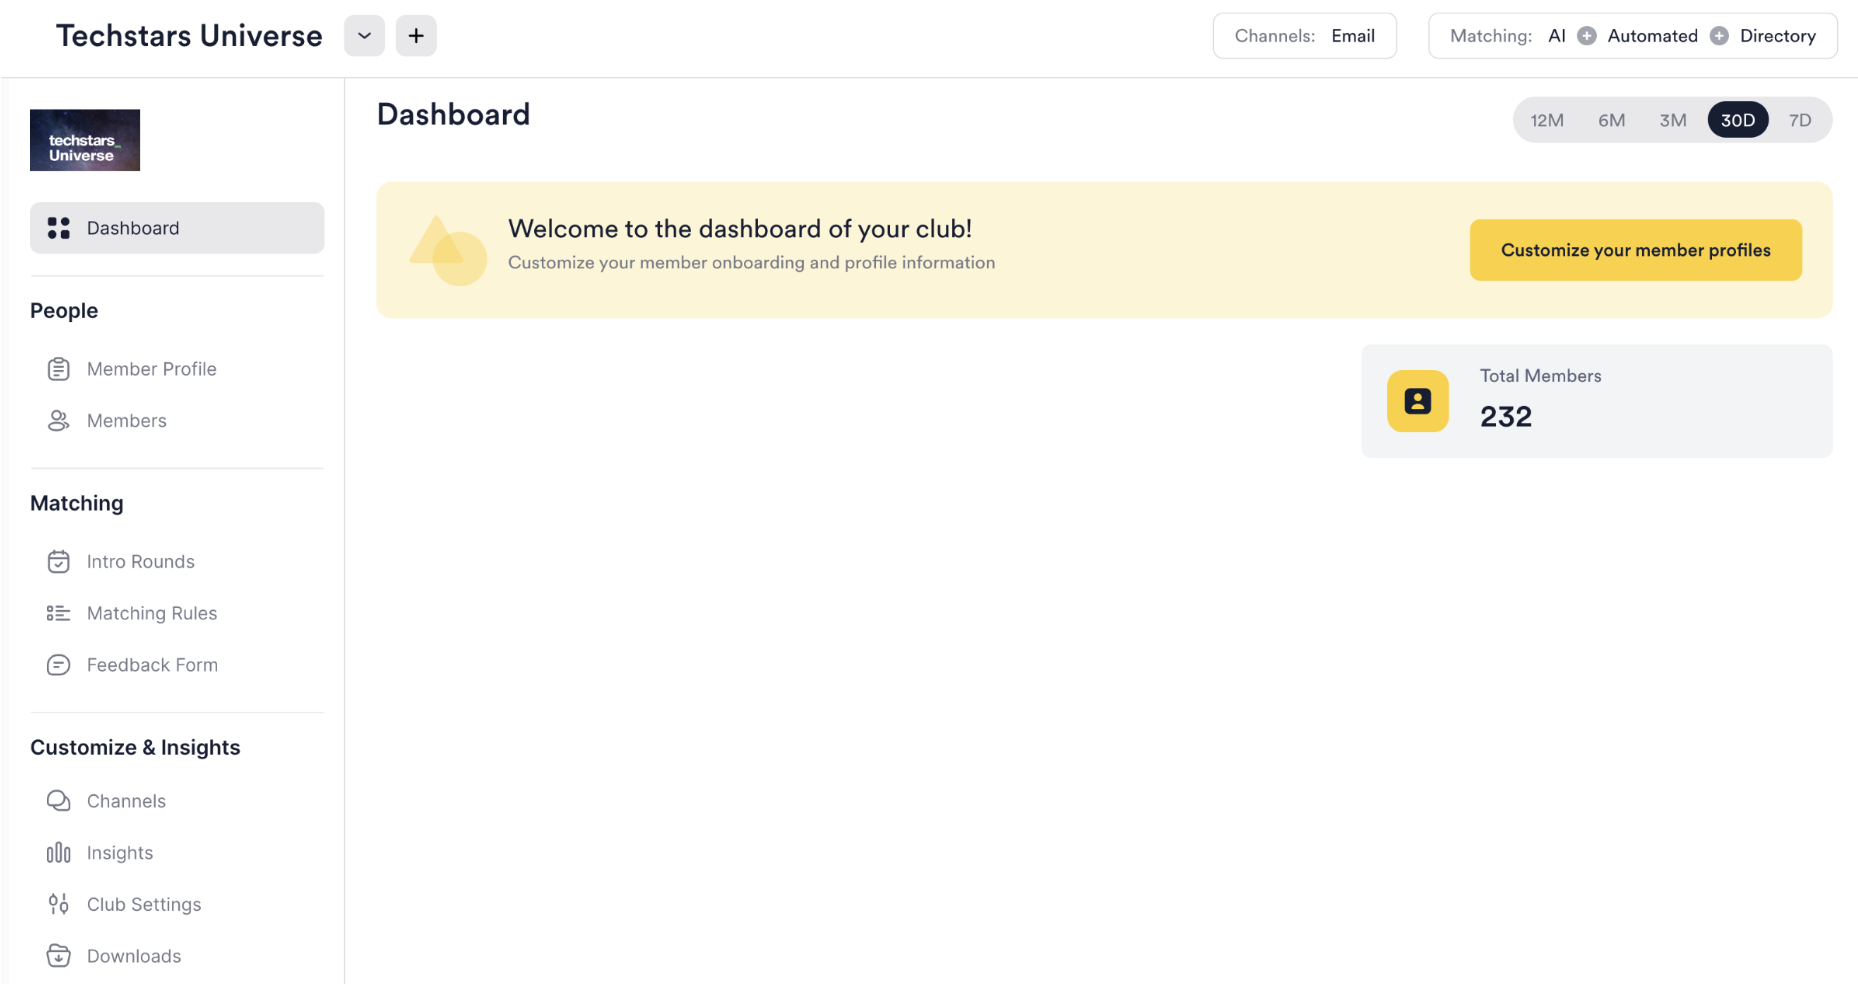 Techstars Universe
Channels: Email
Matching: AI Automated Directory
techstars_
Universe
Dashboard
People
Member Profile
Members
Matching
Intro Rounds
Matching Rules
Feedback Form
Customize & Insights
Channels
Insights
Club Settings
Downloads
Dashboard
12M 6M 3M 30D 7D
Welcome to the dashboard of your club!
Customize your member onboarding and profile information
Customize your member profiles
Total Members
232